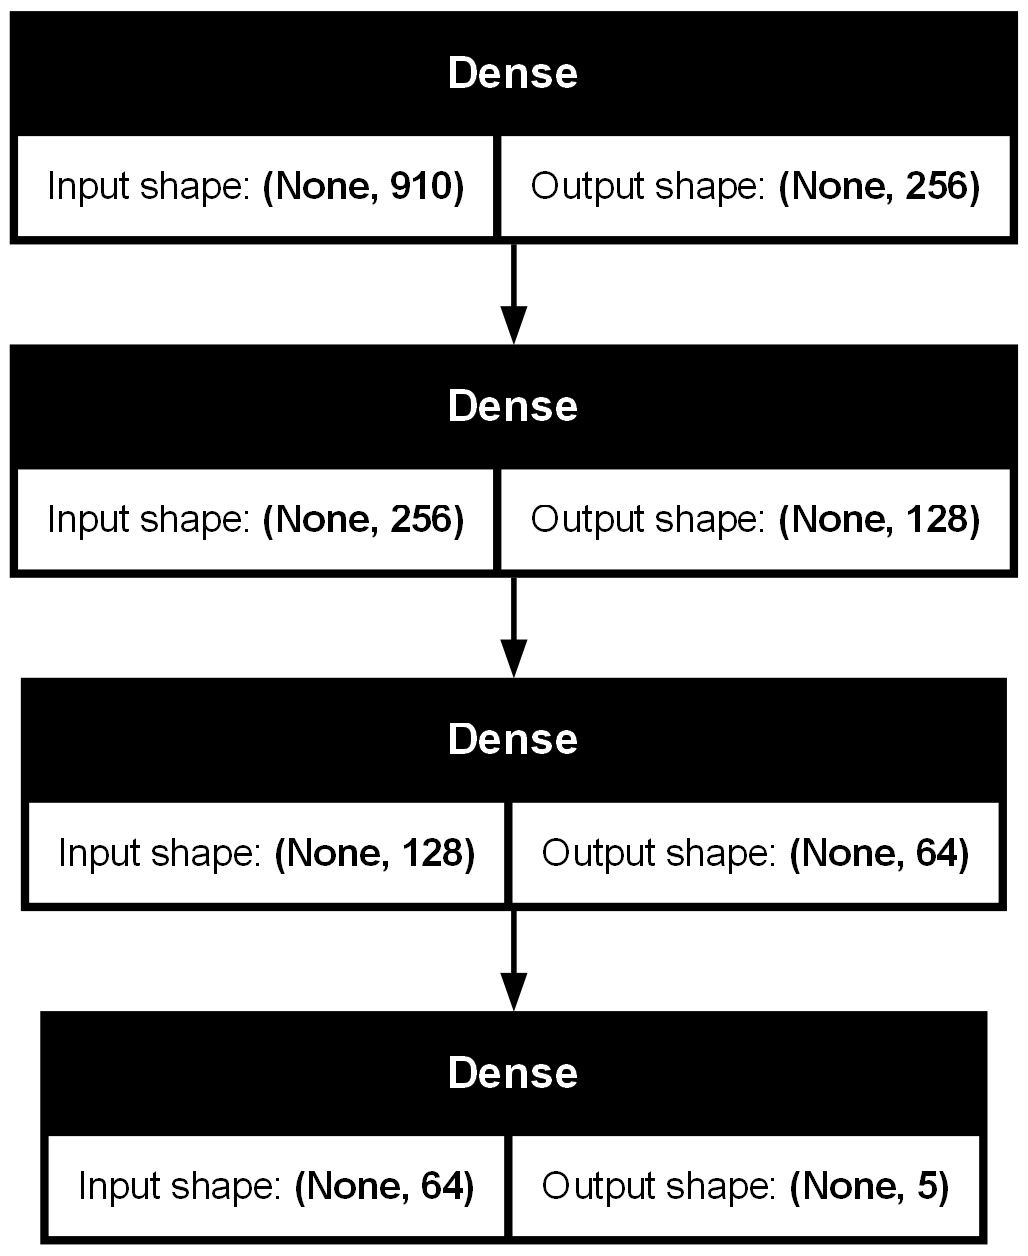 Dense
Input shape: (None, 910) Output shape: (None, 256)
Dense
Input shape: (None, 256) Output shape: (None, 128)
Dense
Input shape: (None, 128) Output shape: (None, 64)
Dense
Input shape: (None, 64) Output shape: (None, 5)